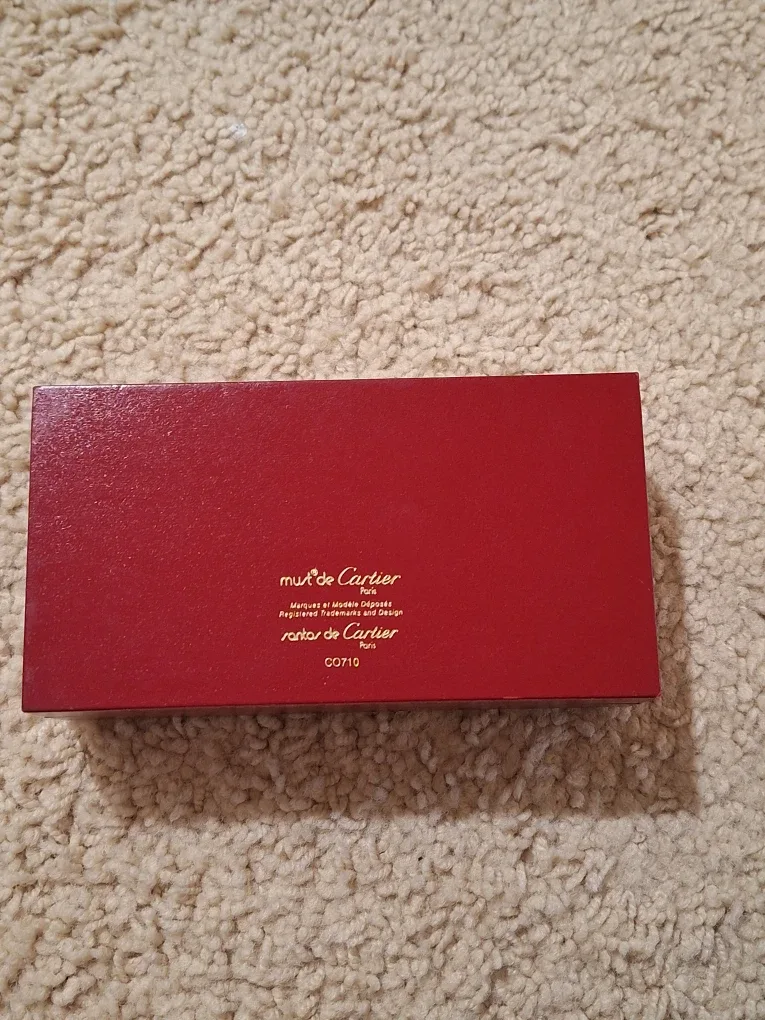 must® de Cartier
Paris
Marques et Modèle Déposés
Registered Trademarks and Design
santos de Cartier
Paris
CO710